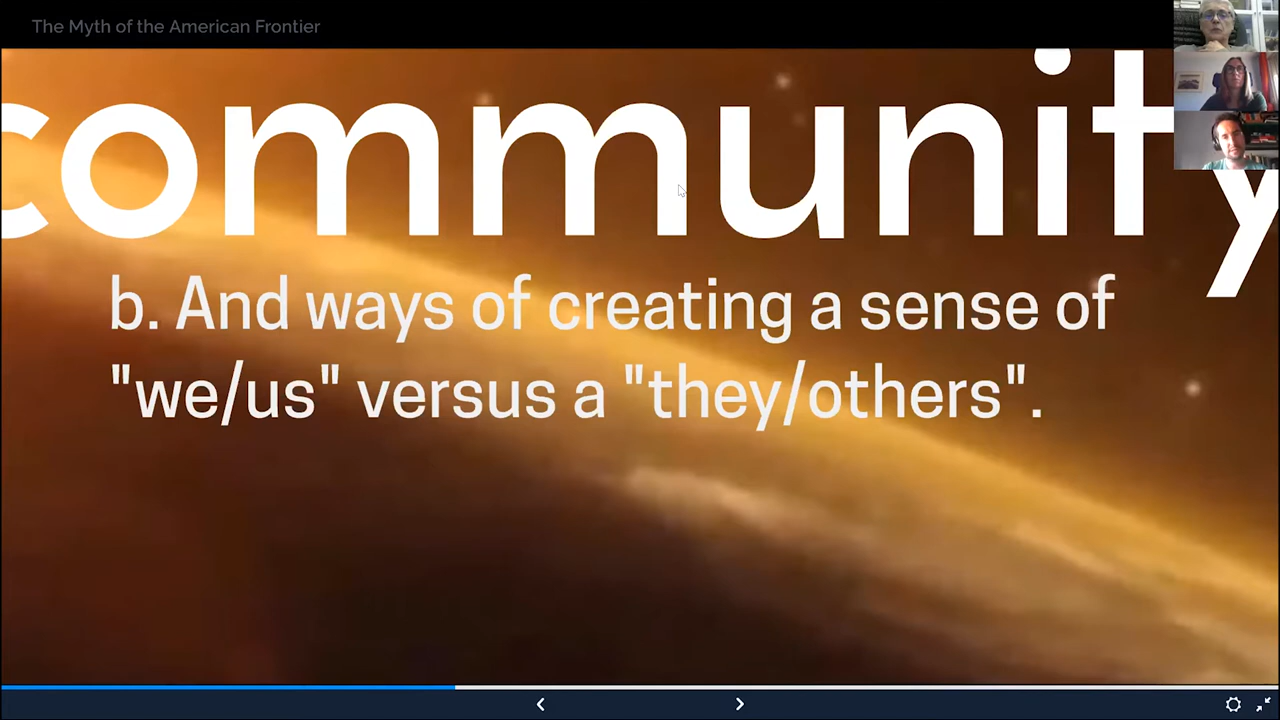 The Myth of the American Frontier
community
b. And ways of creating a sense of
"we/us" versus a "they/others".